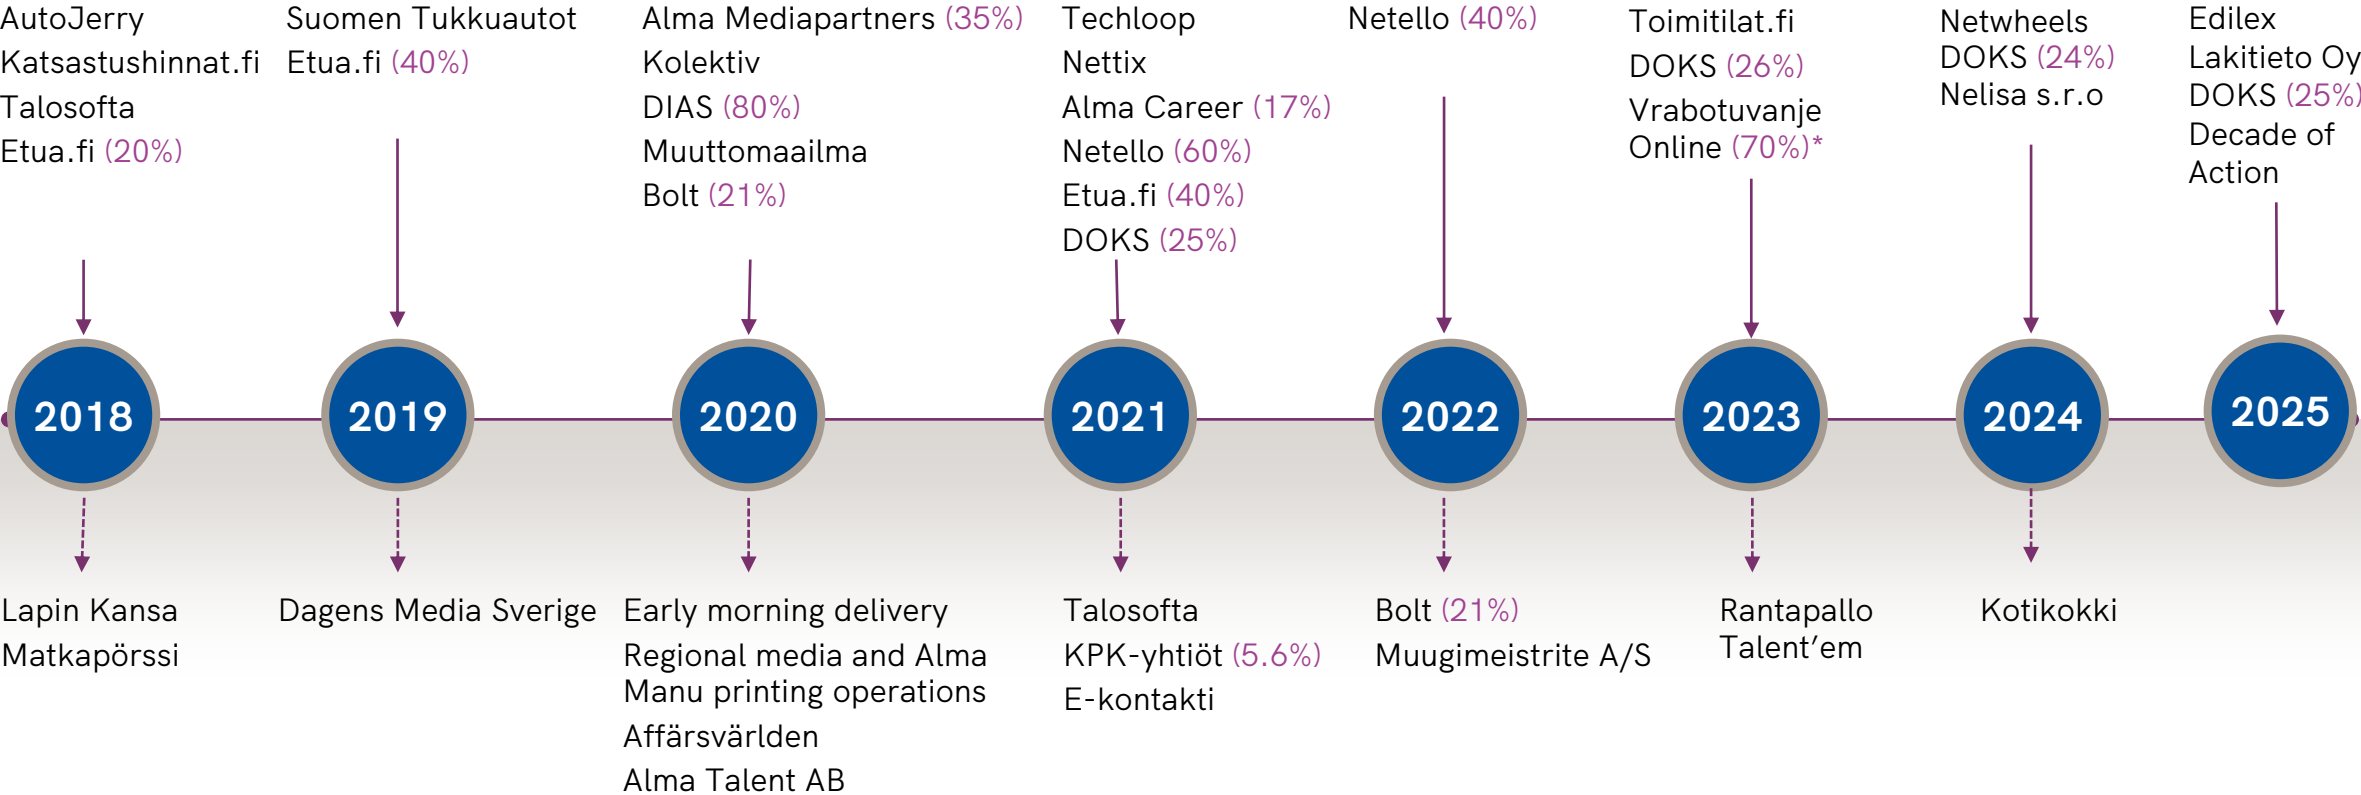 AutoJerry
Katsastushinnat.fi
Talosofta
Etua.fi (20%)
Suomen Tukkuautot
Etua.fi (40%)
Alma Mediapartners (35%)
Kolektiv
DIAS (80%)
Muuttomaailma
Bolt (21%)
Techloop
Nettix
Alma Career (17%)
Netello (60%)
Etua.fi (40%)
DOKS (25%)
Netello (40%)
Toimitilat.fi
DOKS (26%)
Vrabotuvanje
Online (70%)*
Netwheels
DOKS (24%)
Nelisa s.r.o
Edilex
Lakitieto Oy
DOKS (25%)
Decade of
Action
2018
2019
2020
2021
2022
2023
2024
2025
Lapin Kansa
Matkapörssi
Dagens Media Sverige
Early morning delivery
Regional media and Alma
Manu printing operations
Affärsvärlden
Alma Talent AB
Talosofta
KPK-yhtiöt (5.6%)
E-kontakti
Bolt (21%)
Muugimeistrite A/S
Rantapallo
Talent’em
Kotikokki